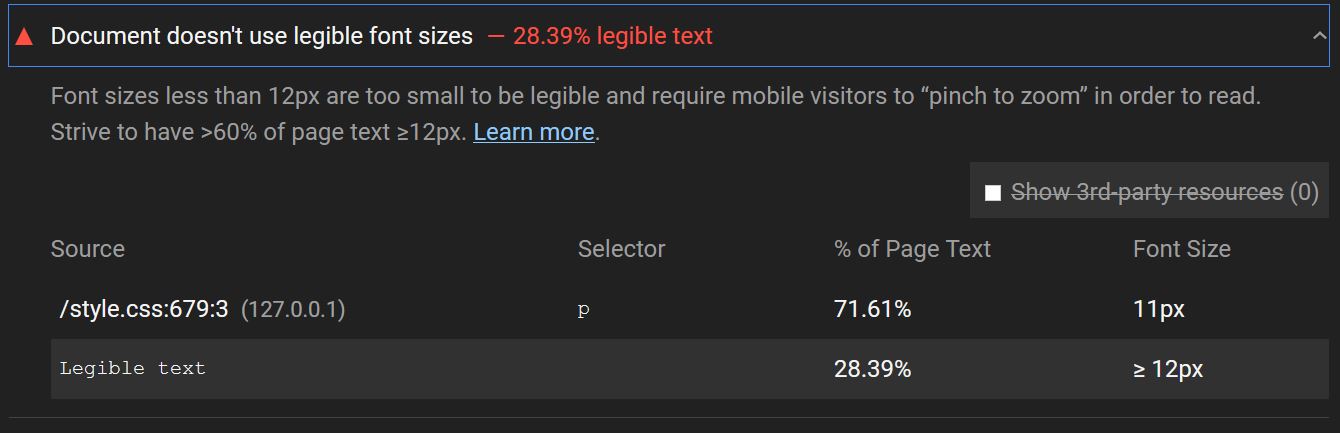 Document doesn't use legible font sizes — 28.39% legible text
Font sizes less than 12px are too small to be legible and require mobile visitors to “pinch to zoom” in order to read.
Strive to have >60% of page text ≥12px. Learn more.
Show 3rd-party resources (0)
Source Selector % of Page Text Font Size
/style.css:679:3 (127.0.0.1) p 71.61% 11px
Legible text 28.39% ≥ 12px